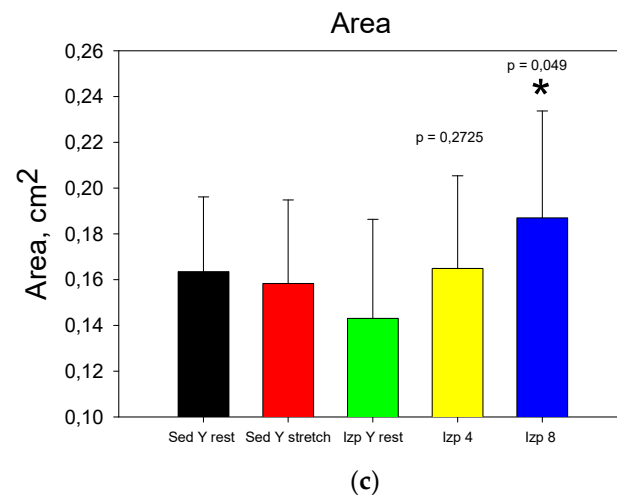 Area
p = 0,049
*
p = 0,2725
Area, cm²
0,26
0,24
0,22
0,20
0,18
0,16
0,14
0,12
0,10
Sed Y rest Sed Y stretch Izp Y rest Izp 4 Izp 8
(c)